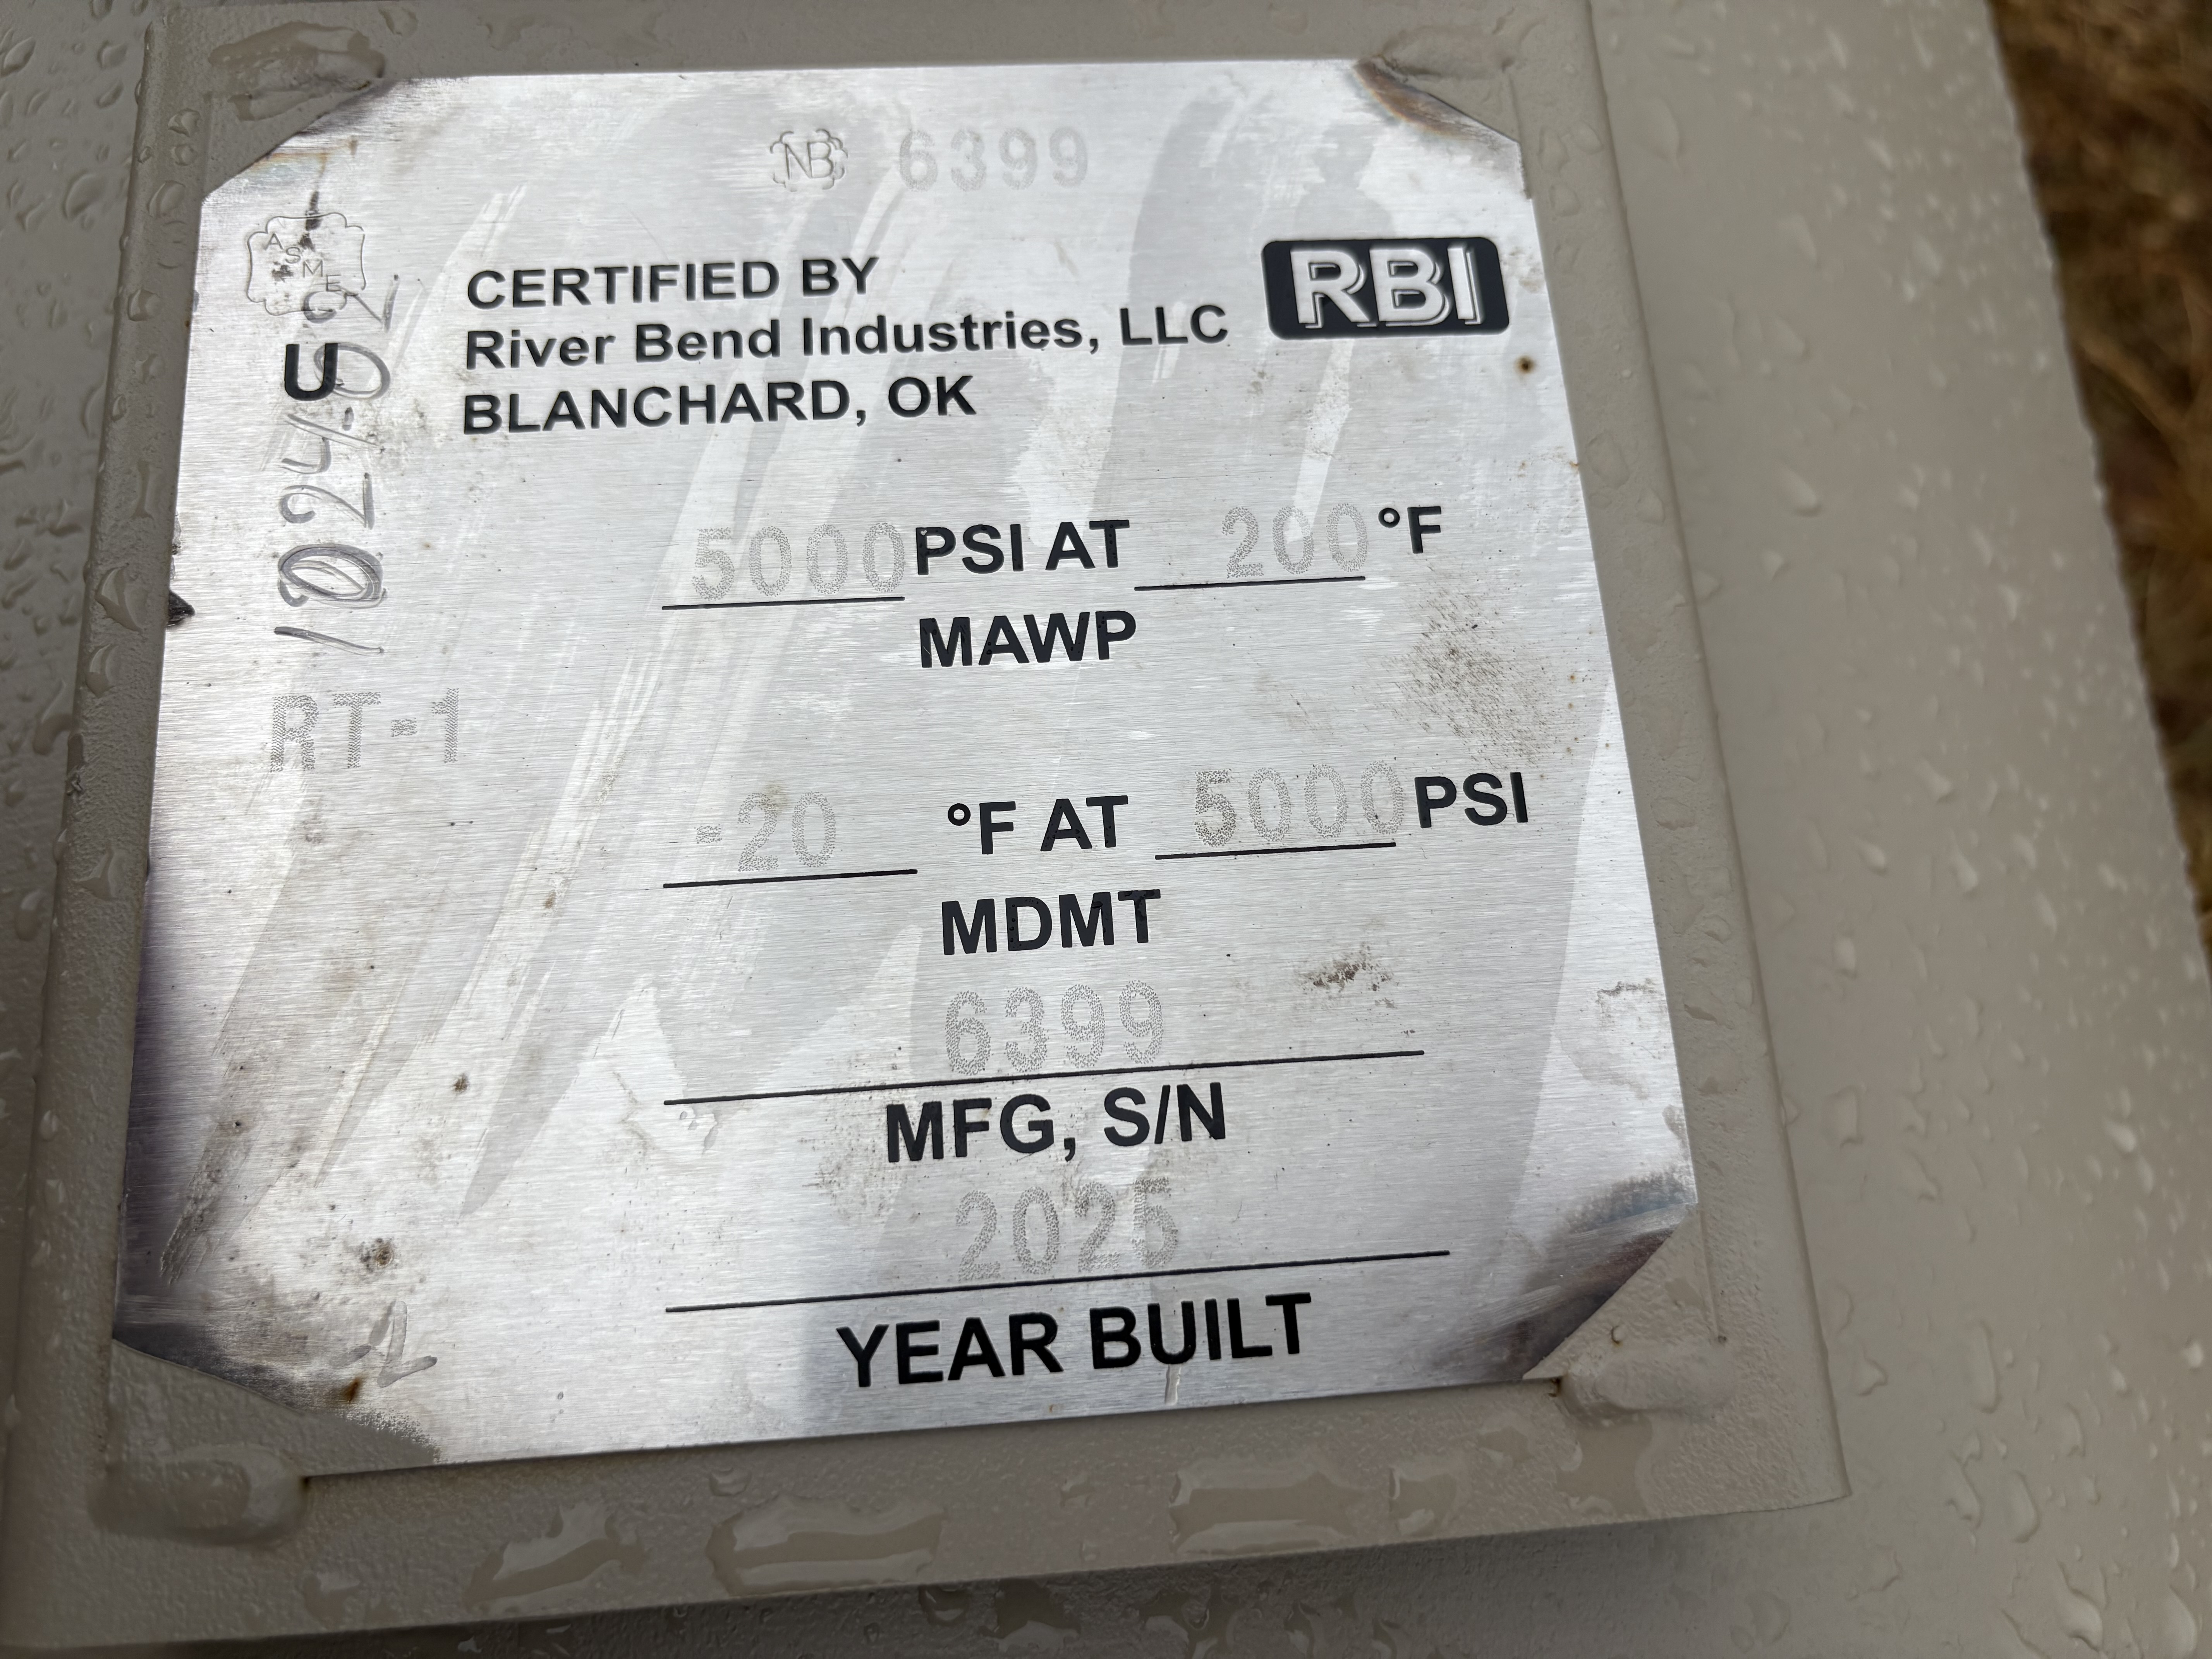 NB 6399
ASME
U
CERTIFIED BY
RBI
River Bend Industries, LLC
BLANCHARD, OK
5000 PSI AT 200 °F
MAWP
RT-1
-20 °F AT 5000 PSI
MDMT
6399
MFG, S/N
2025
YEAR BUILT